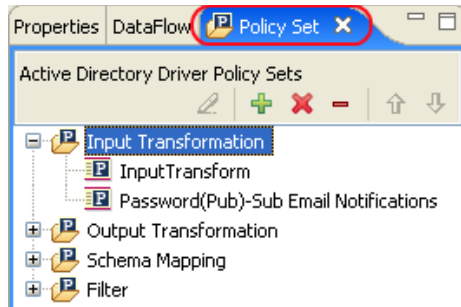 Properties DataFlow Policy Set
Active Directory Driver Policy Sets
Input Transformation
InputTransform
Password(Pub)-Sub Email Notifications
Output Transformation
Schema Mapping
Filter